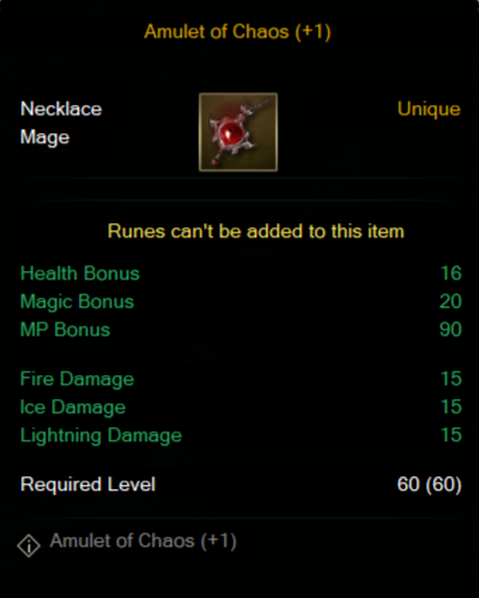 Amulet of Chaos (+1)
Necklace Unique
Mage
Runes can't be added to this item
Health Bonus 16
Magic Bonus 20
MP Bonus 90
Fire Damage 15
Ice Damage 15
Lightning Damage 15
Required Level 60 (60)
Amulet of Chaos (+1)